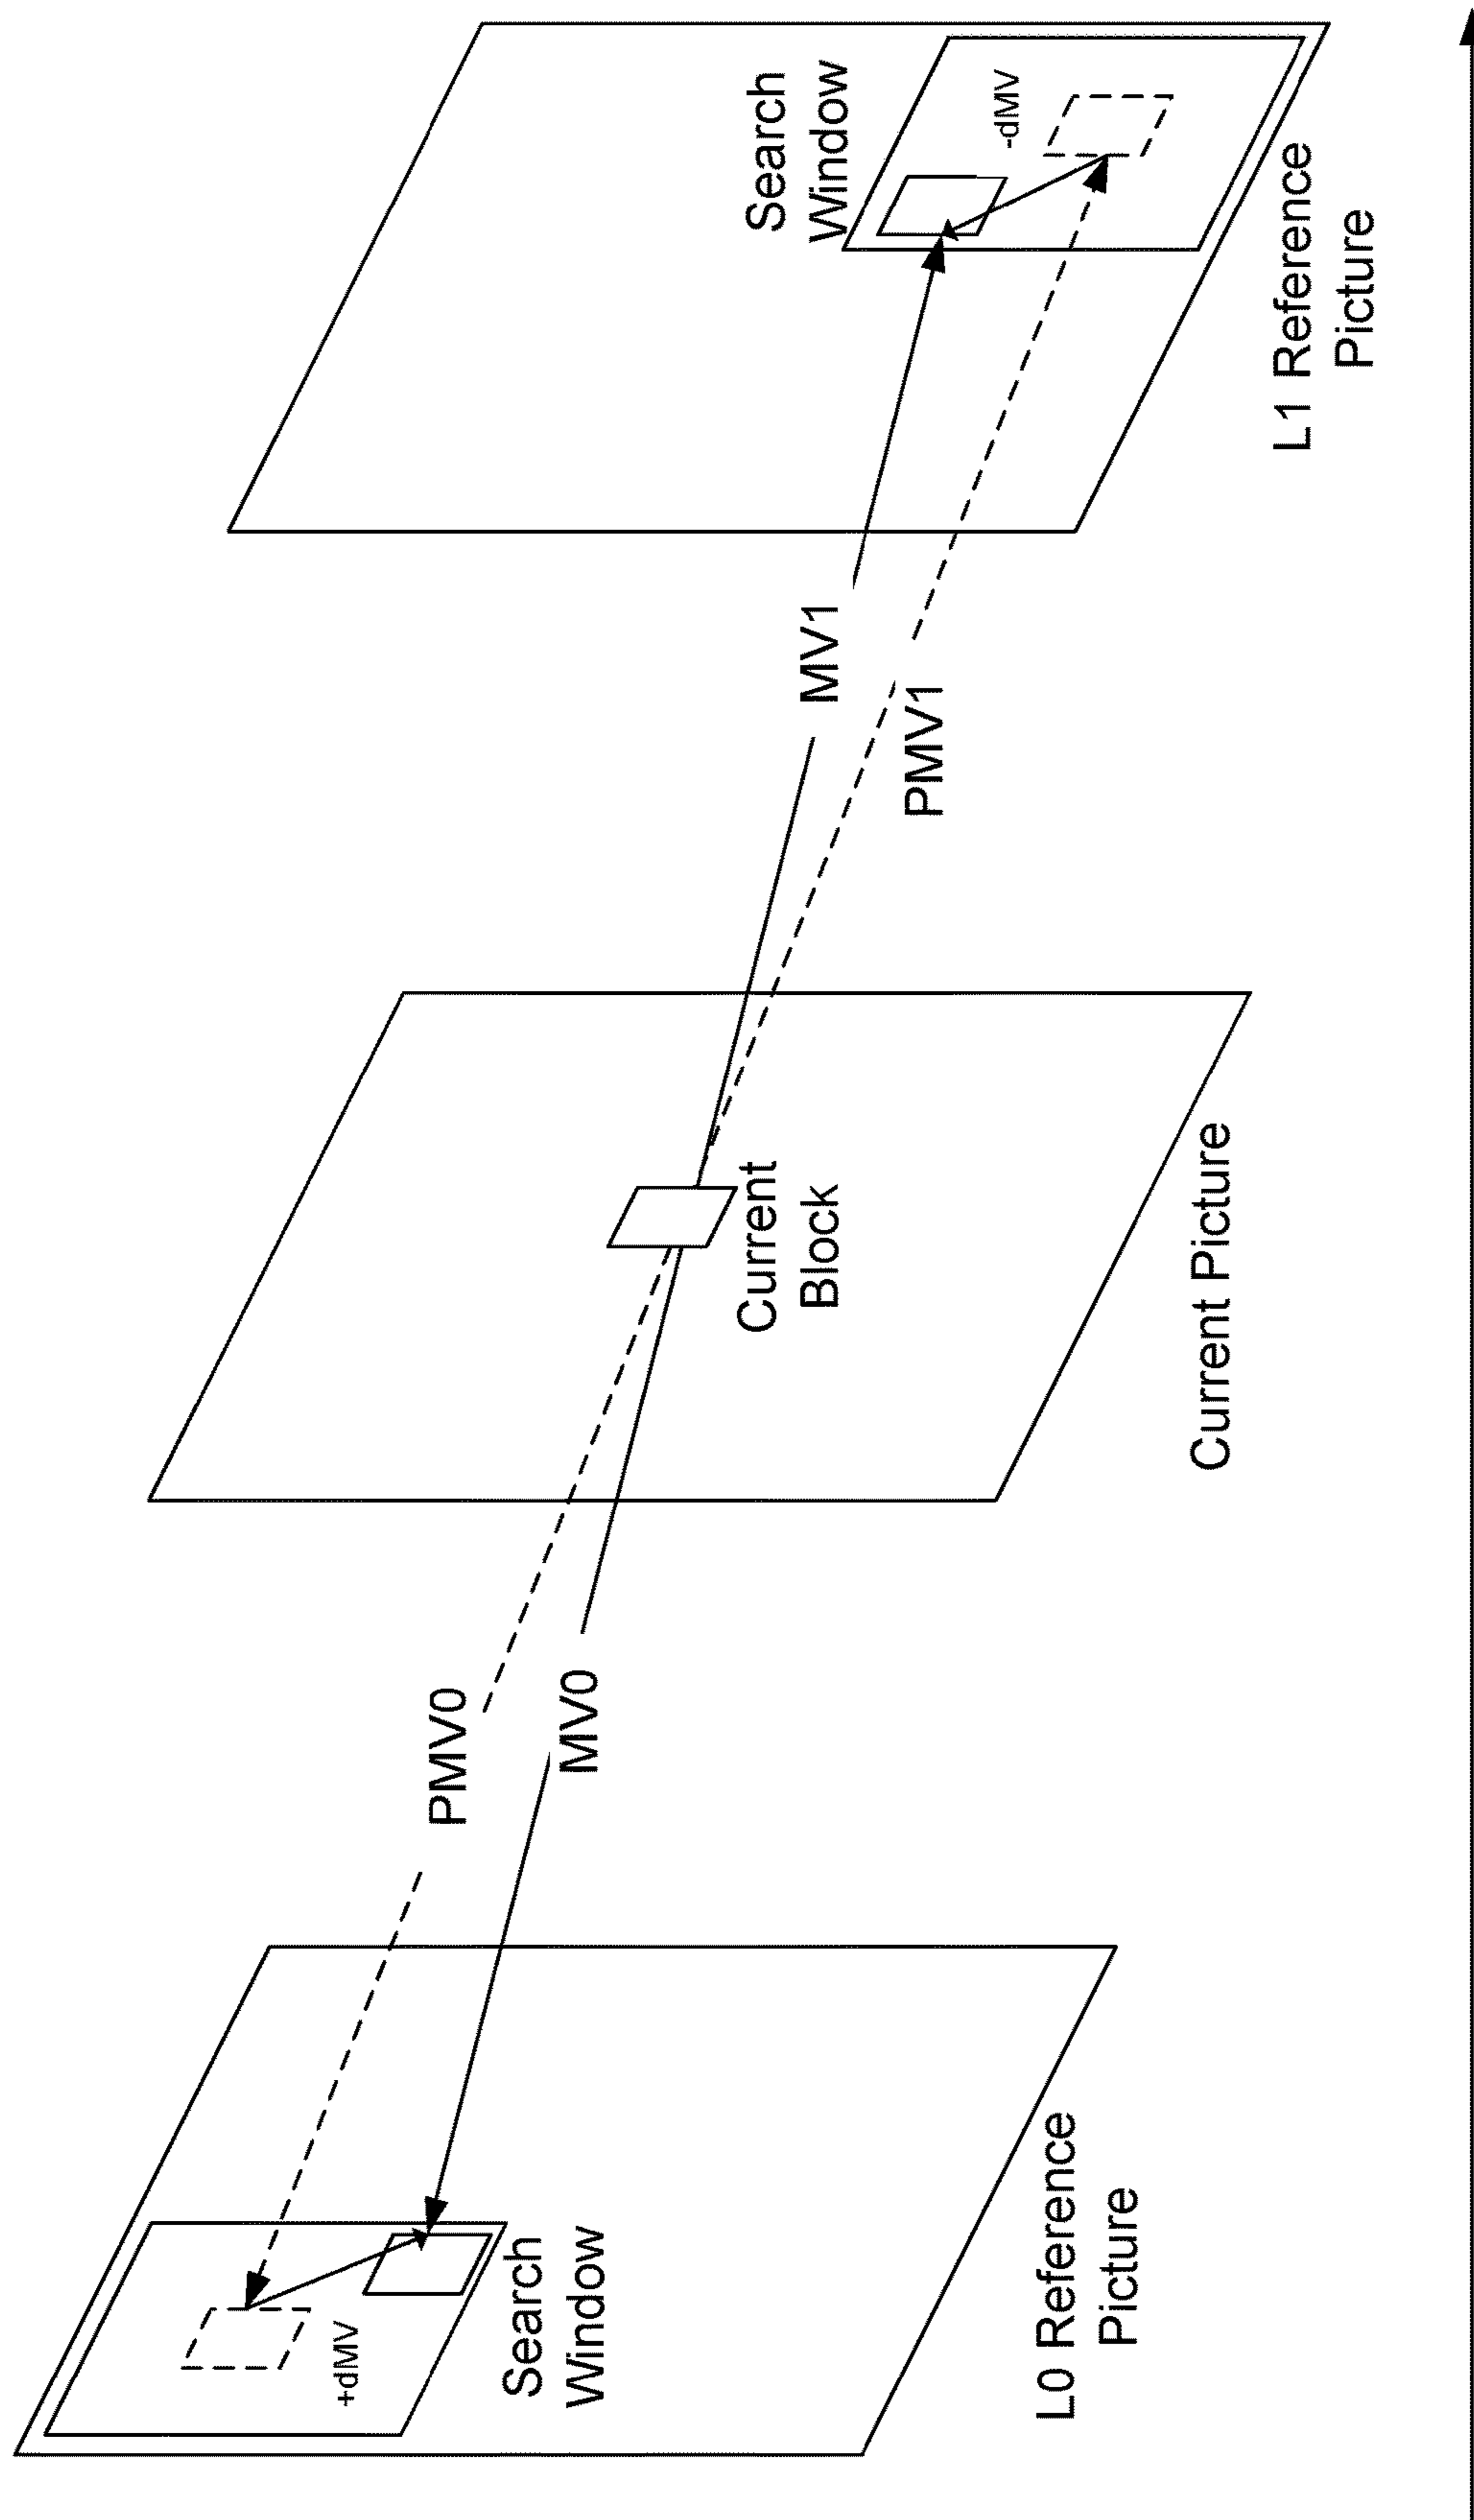 Search
Window
+dMV
L0 Reference
Picture
PMV0
MV0
Current
Block
Current Picture
MV1
PMV1
Search
Window
-dMV
L1 Reference
Picture